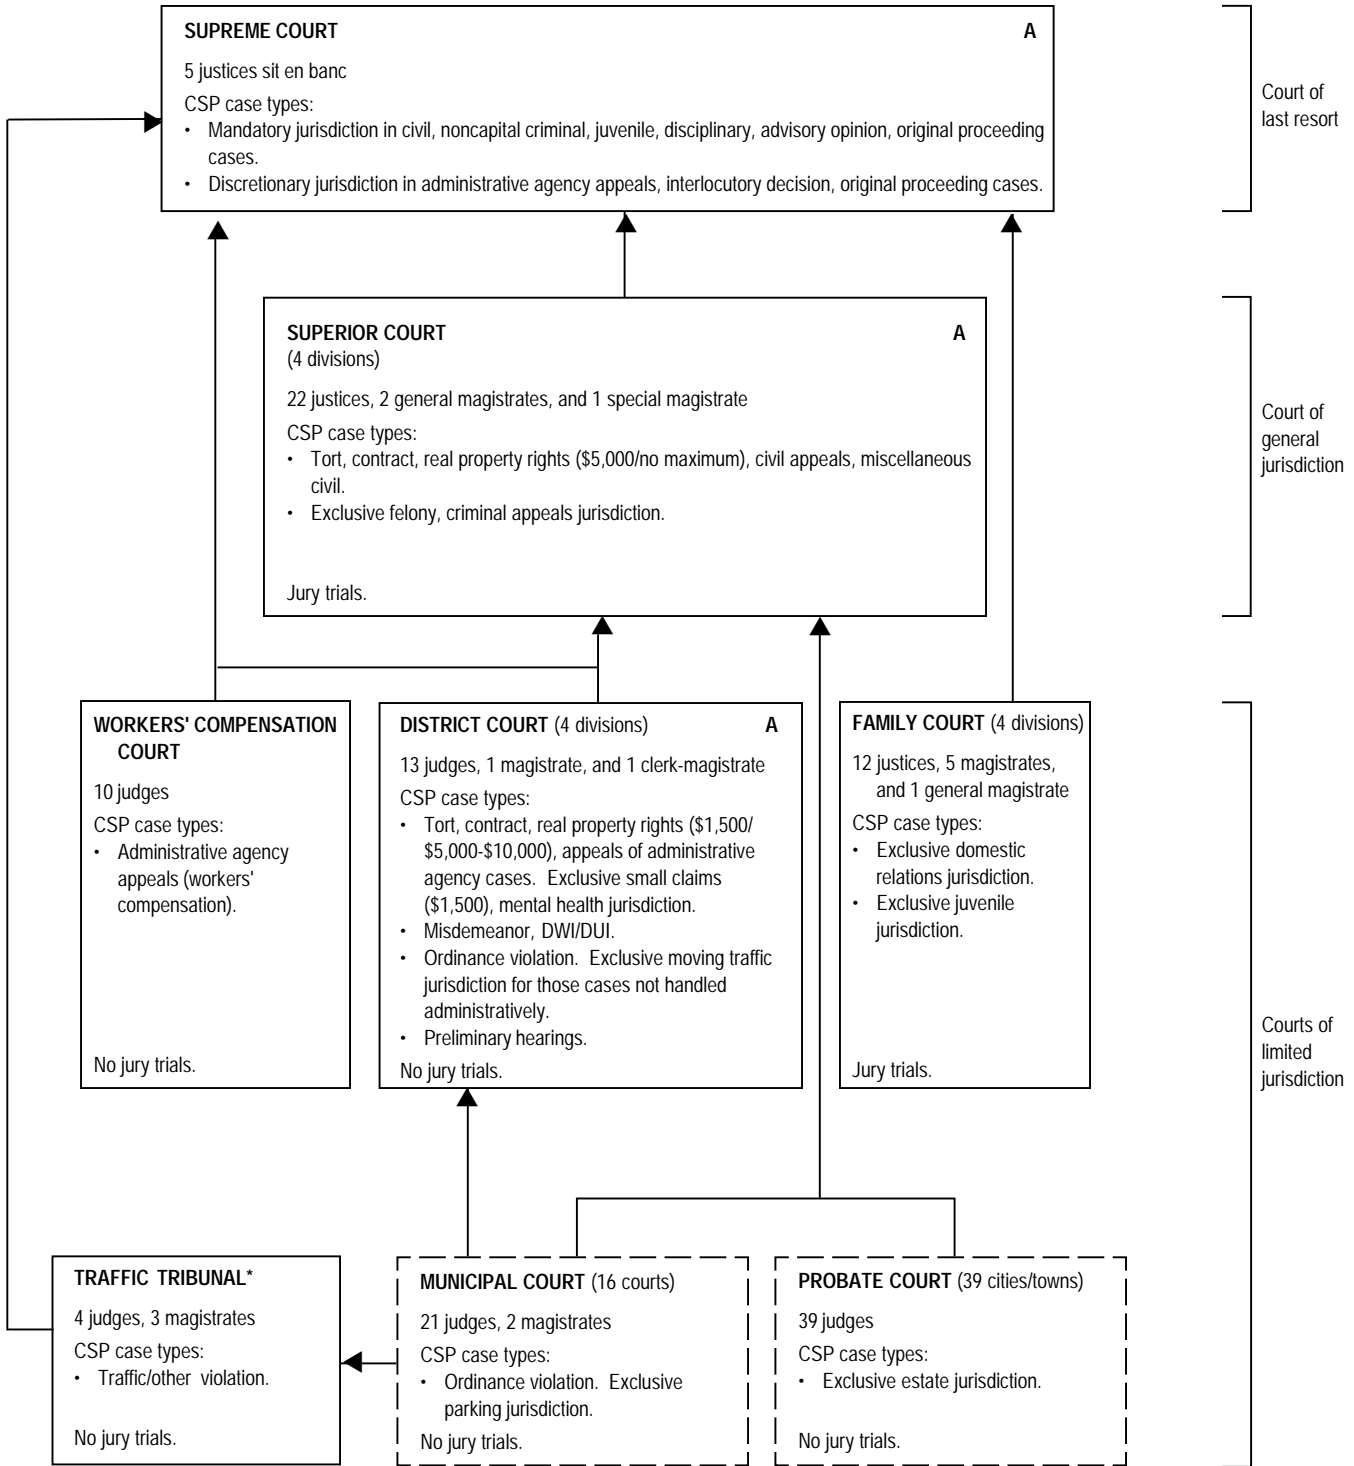 SUPREME COURT A
5 justices sit en banc
CSP case types:
• Mandatory jurisdiction in civil, noncapital criminal, juvenile, disciplinary, advisory opinion, original proceeding
cases.
• Discretionary jurisdiction in administrative agency appeals, interlocutory decision, original proceeding cases.
Court of
last resort
SUPERIOR COURT A
(4 divisions)
22 justices, 2 general magistrates, and 1 special magistrate
CSP case types:
• Tort, contract, real property rights ($5,000/no maximum), civil appeals, miscellaneous
civil.
• Exclusive felony, criminal appeals jurisdiction.
Jury trials.
Court of
general
jurisdiction
WORKERS' COMPENSATION
COURT
10 judges
CSP case types:
• Administrative agency
appeals (workers'
compensation).
No jury trials.
DISTRICT COURT (4 divisions) A
13 judges, 1 magistrate, and 1 clerk-magistrate
CSP case types:
• Tort, contract, real property rights ($1,500/
$5,000-$10,000), appeals of administrative
agency cases. Exclusive small claims
($1,500), mental health jurisdiction.
• Misdemeanor, DWI/DUI.
• Ordinance violation. Exclusive moving traffic
jurisdiction for those cases not handled
administratively.
• Preliminary hearings.
No jury trials.
FAMILY COURT (4 divisions)
12 justices, 5 magistrates,
and 1 general magistrate
CSP case types:
• Exclusive domestic
relations jurisdiction.
• Exclusive juvenile
jurisdiction.
Jury trials.
Courts of
limited
jurisdiction
TRAFFIC TRIBUNAL*
4 judges, 3 magistrates
CSP case types:
• Traffic/other violation.
No jury trials.
MUNICIPAL COURT (16 courts)
21 judges, 2 magistrates
CSP case types:
• Ordinance violation. Exclusive
parking jurisdiction.
No jury trials.
PROBATE COURT (39 cities/towns)
39 judges
CSP case types:
• Exclusive estate jurisdiction.
No jury trials.